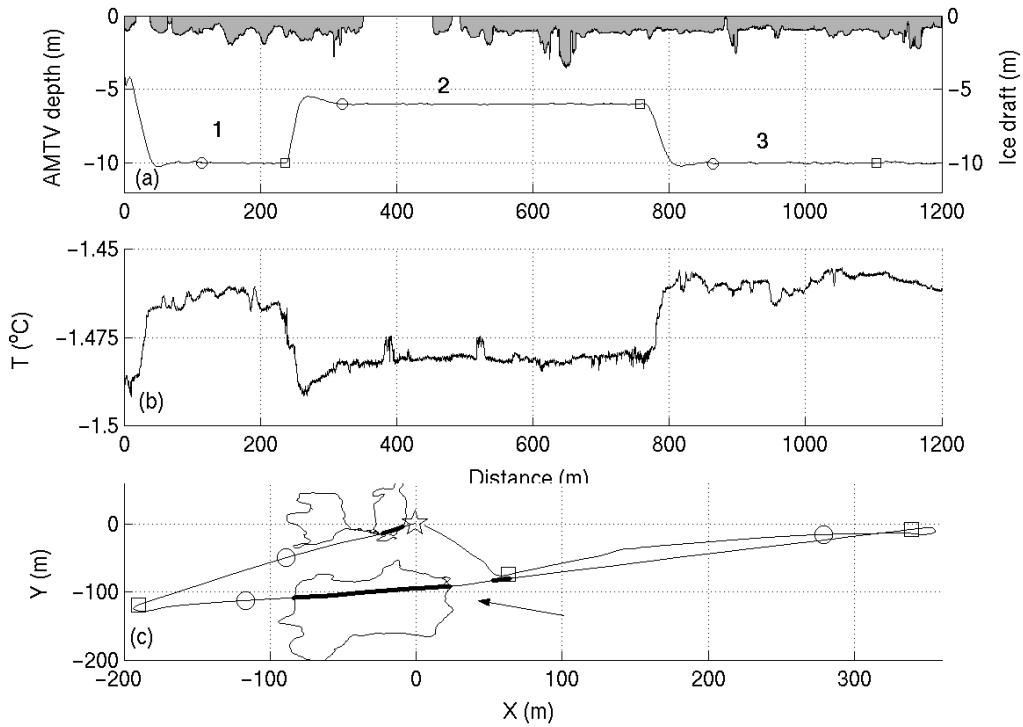 0
−5
−10
AMTV depth (m)
0
−5
−10
Ice draft (m)
1
2
3
(a)
0 200 400 600 800 1000 1200
−1.45
−1.475
−1.5
T (°C)
(b)
0 200 400 600 800 1000 1200
Distance (m)
0
−100
−200
Y (m)
(c)
−200 −100 0 100 200 300
X (m)